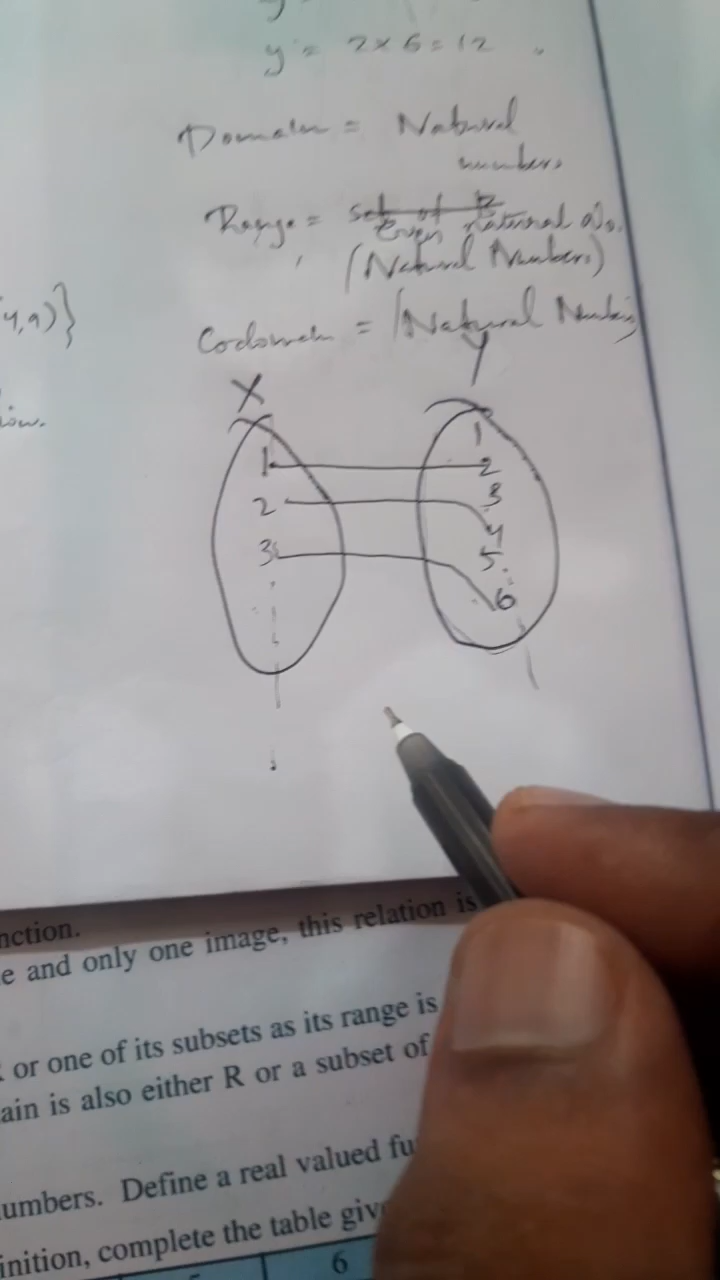 y = 2 x 6 = 12
Domain = Natural
numbers
Range = set of
Even natural No.
(Natural Numbers)
4,9)}
Codomain = (Natural Numbers
X Y
1 1
2 2
3 3
4
5
6
nction.
e and only one image, this relation is
or one of its subsets as its range is
ain is also either R or a subset of
umbers. Define a real valued fu
inition, complete the table giv
6